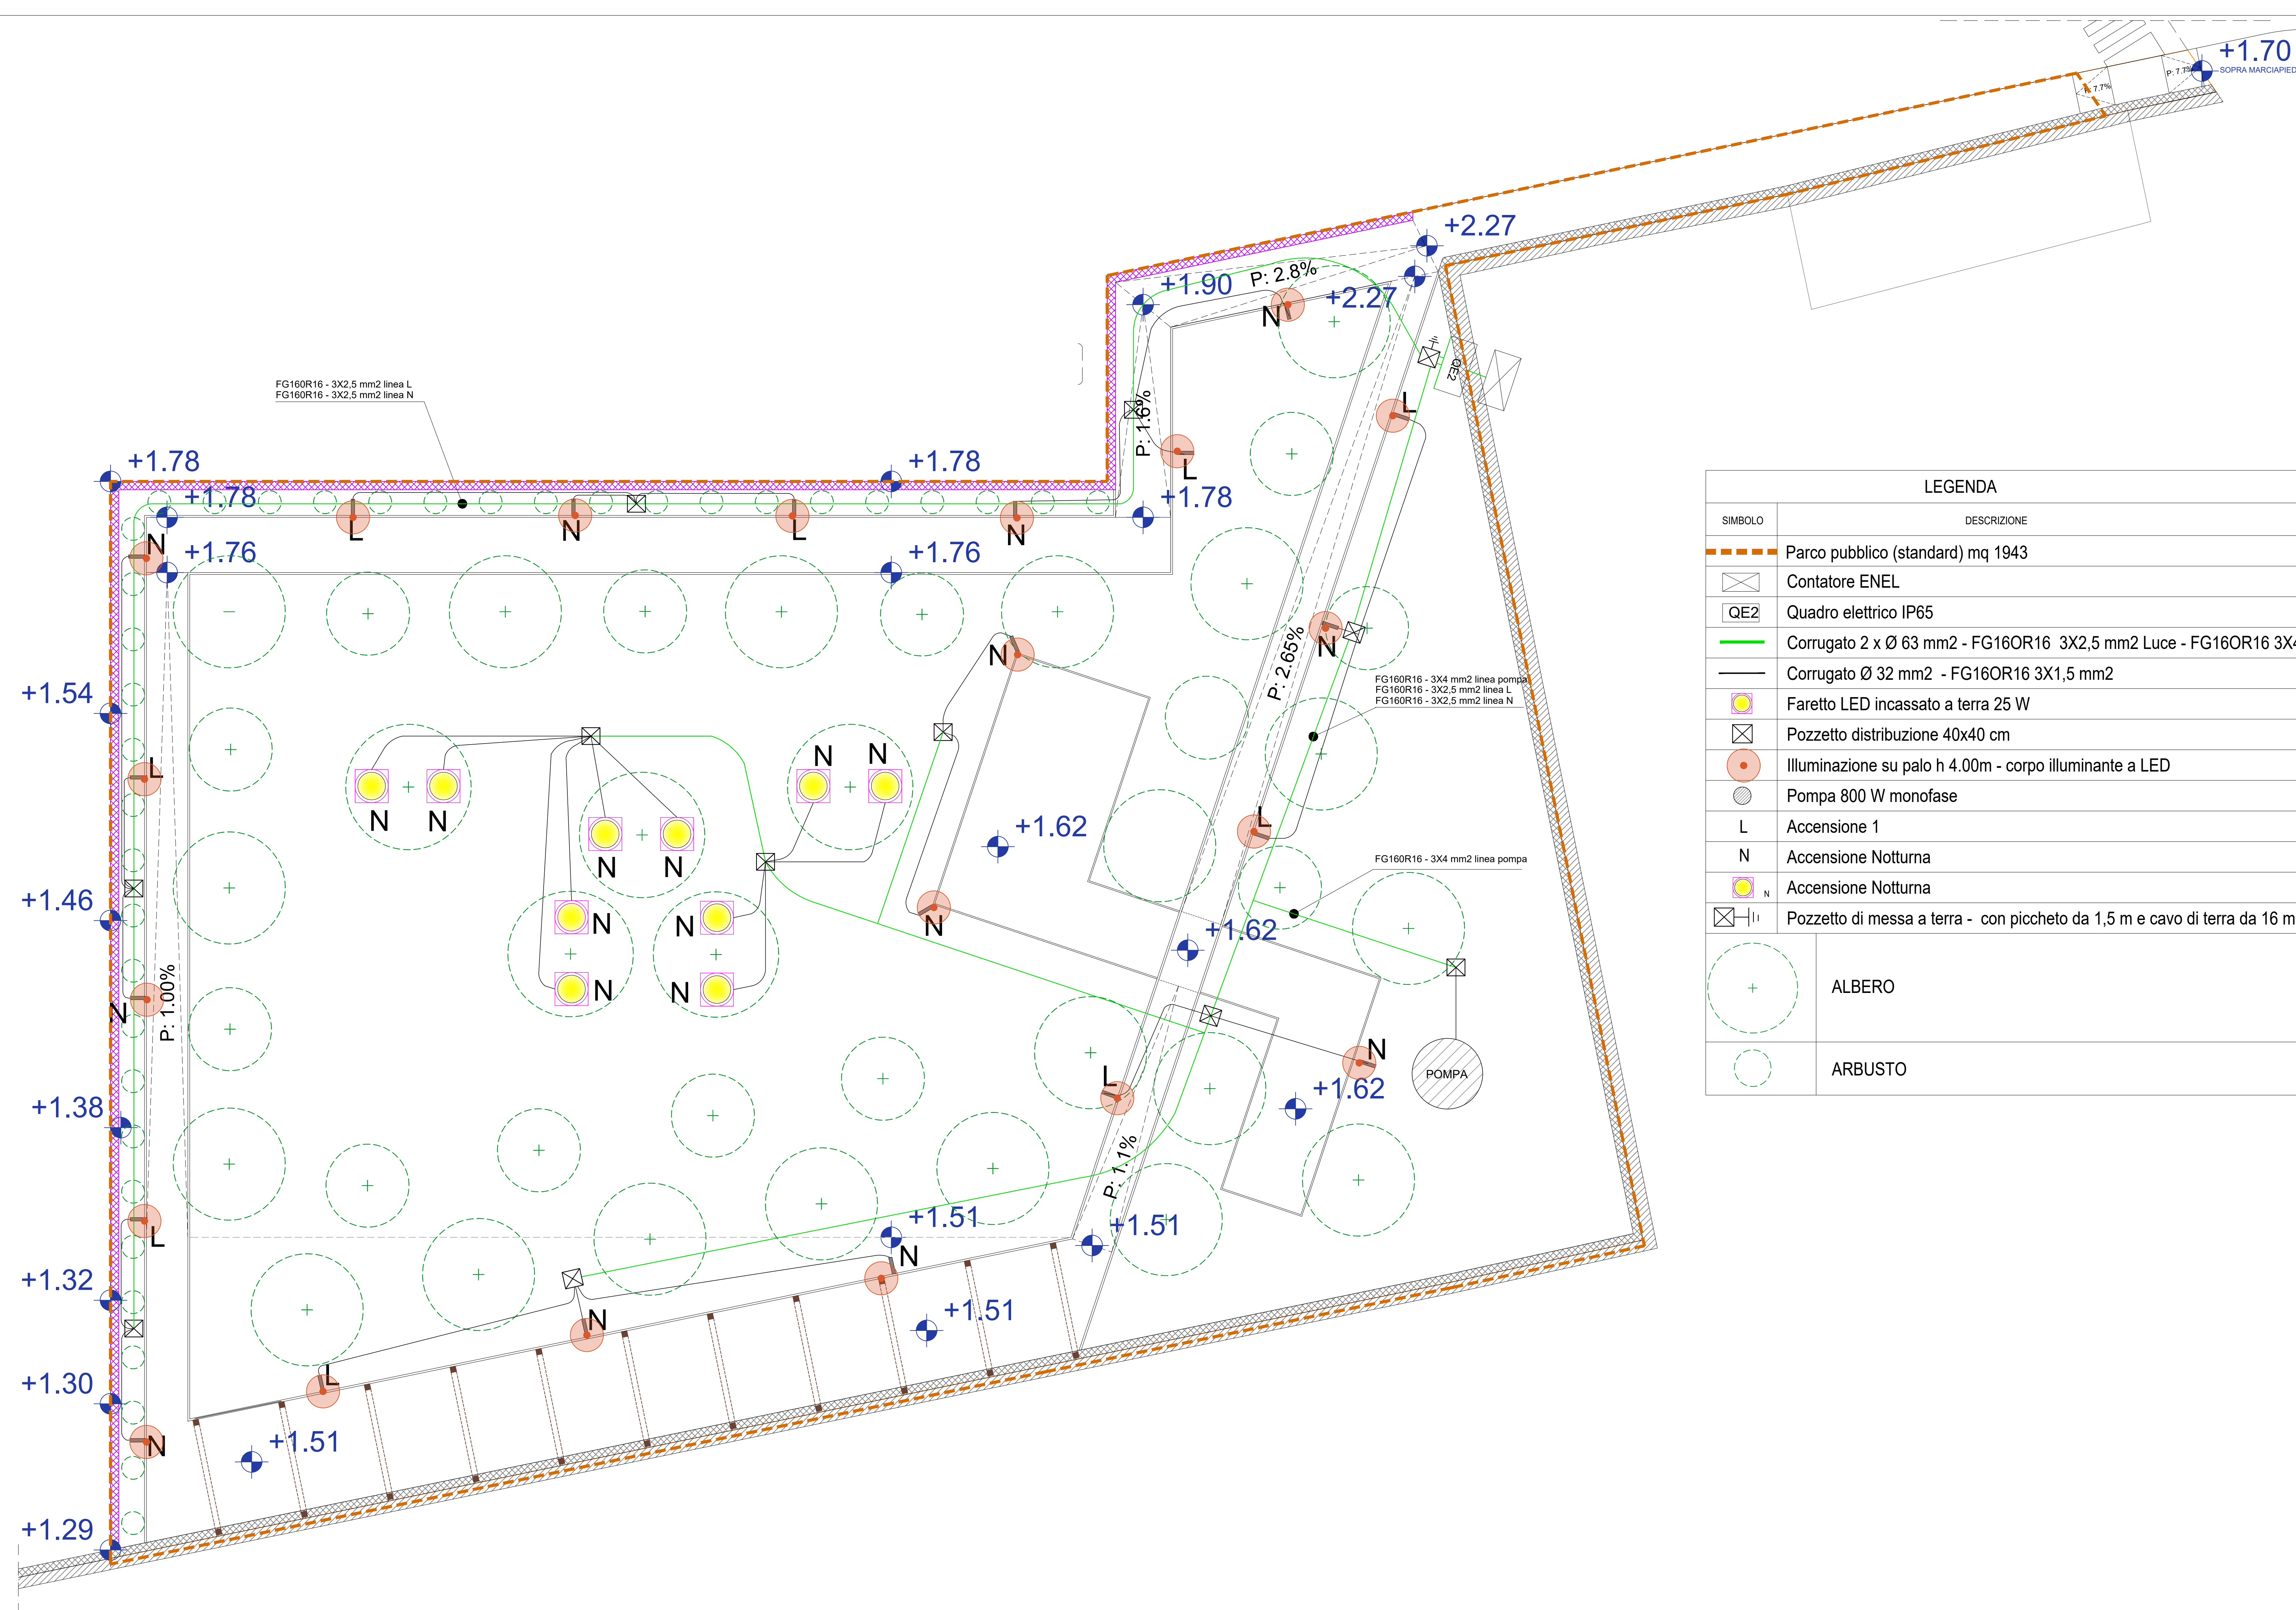 +1.70
SOPRA MARCIAPIED
P: 7.7%
P: 7.7%
+2.27
P: 2.8%
+1.90
+2.27
N
QE2
FG160R16 - 3X2,5 mm2 linea L
FG160R16 - 3X2,5 mm2 linea N
P: 1.6%
L
L
+1.78
+1.78
+1.78
+1.78
L
N
L
N
N
+1.76
+1.76
P: 2.65%
N
N
FG160R16 - 3X4 mm2 linea pompa
FG160R16 - 3X2,5 mm2 linea L
FG160R16 - 3X2,5 mm2 linea N
+1.54
L
N
N
N
N
L
+1.62
N
N
FG160R16 - 3X4 mm2 linea pompa
+1.46
N
N
N
+1.62
N
N
N
P: 1.00%
L
N
POMPA
+1.62
+1.38
P: 1.1%
L
+1.51
+1.51
N
+1.32
+1.51
N
L
+1.30
N
+1.51
+1.29
LEGENDA
SIMBOLO DESCRIZIONE
Parco pubblico (standard) mq 1943
Contatore ENEL
QE2 Quadro elettrico IP65
Corrugato 2 x Ø 63 mm2 - FG16OR16 3X2,5 mm2 Luce - FG16OR16 3X4
Corrugato Ø 32 mm2 - FG16OR16 3X1,5 mm2
Faretto LED incassato a terra 25 W
Pozzetto distribuzione 40x40 cm
Illuminazione su palo h 4.00m - corpo illuminante a LED
Pompa 800 W monofase
L Accensione 1
N Accensione Notturna
N Accensione Notturna
Pozzetto di messa a terra - con piccheto da 1,5 m e cavo di terra da 16 m
ALBERO
ARBUSTO